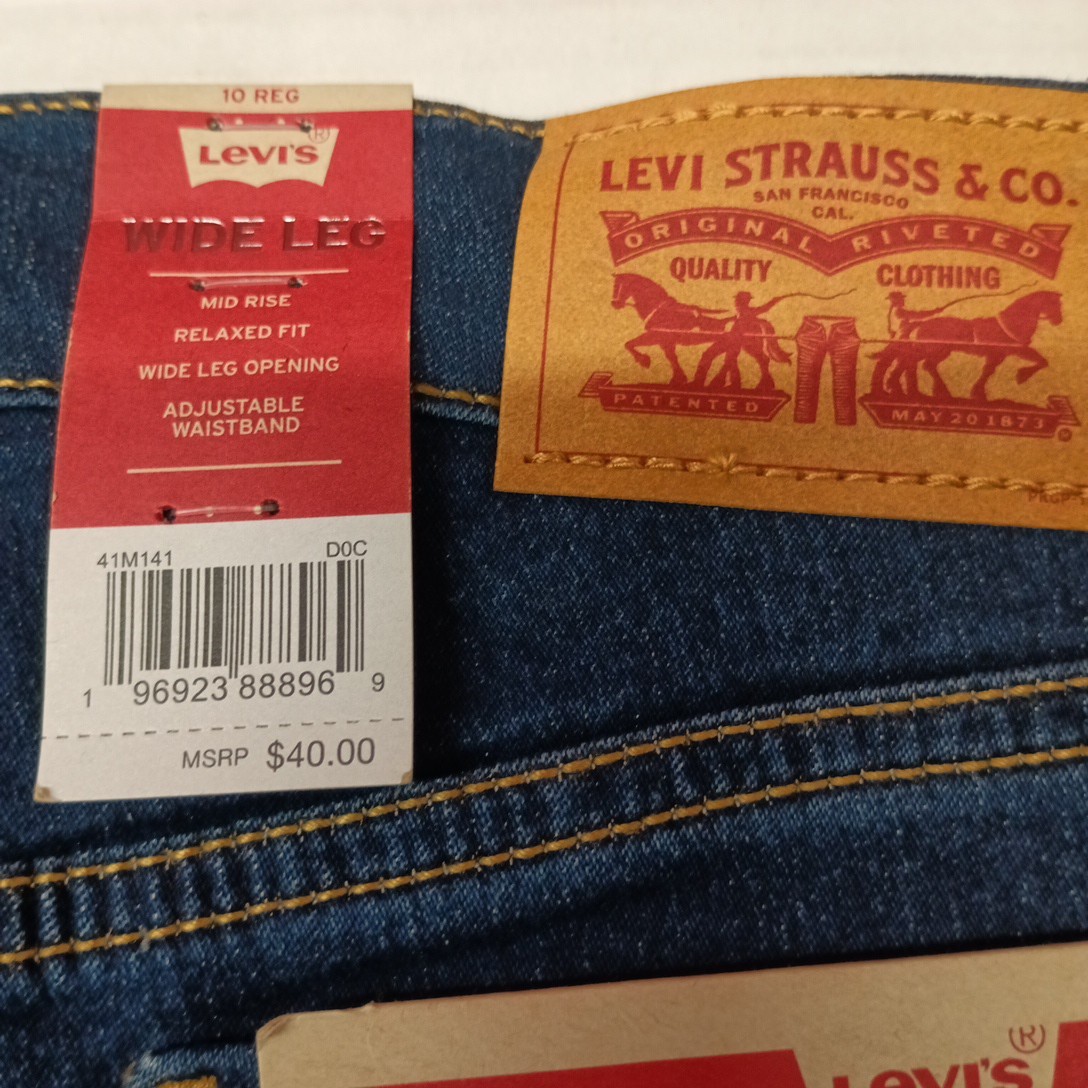 10 REG
Levi's®
WIDE LEG
MID RISE
RELAXED FIT
WIDE LEG OPENING
ADJUSTABLE
WAISTBAND
41M141 D0C
1 96923 88896 9
MSRP $40.00
LEVI STRAUSS & CO.
SAN FRANCISCO
CAL.
ORIGINAL RIVETED
QUALITY CLOTHING
PATENTED MAY 20 1873
Levi's®